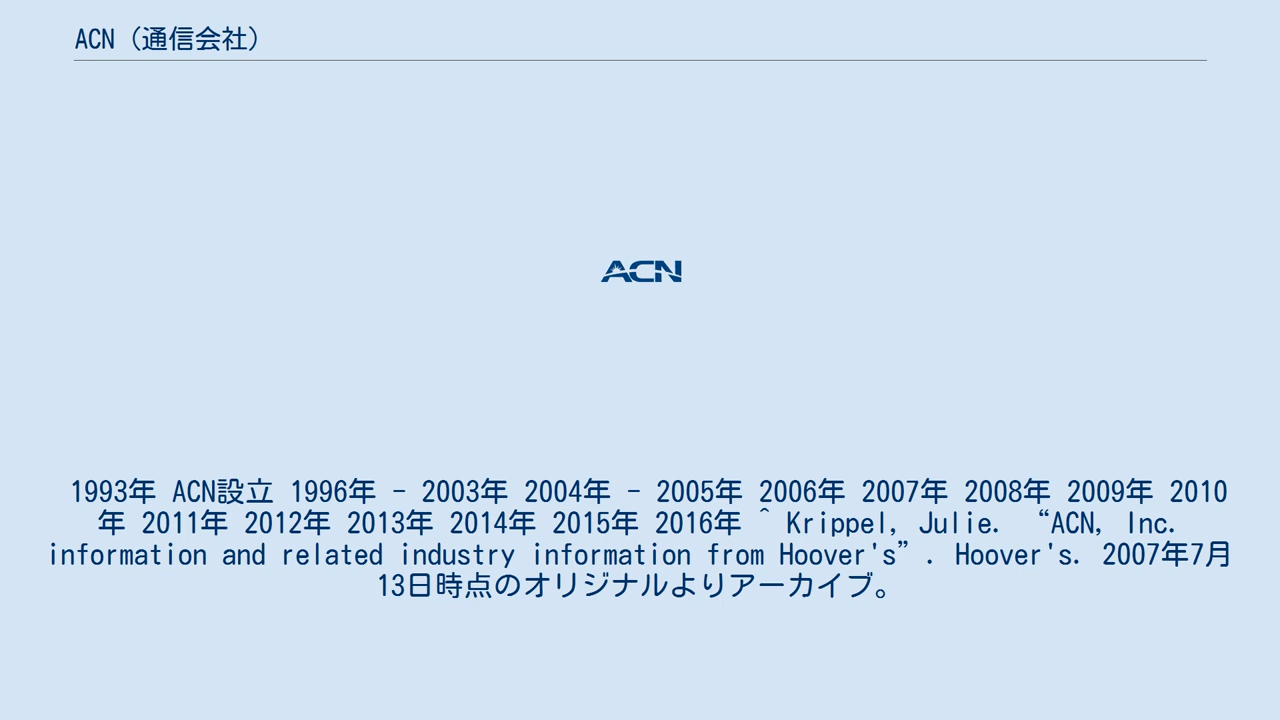 ACN（通信会社）
ACN
1993年 ACN設立 1996年 - 2003年 2004年 - 2005年 2006年 2007年 2008年 2009年 2010
年 2011年 2012年 2013年 2014年 2015年 2016年 ^ Krippel, Julie. “ACN, Inc.
information and related industry information from Hoover's”. Hoover's. 2007年7月
13日時点のオリジナルよりアーカイブ。